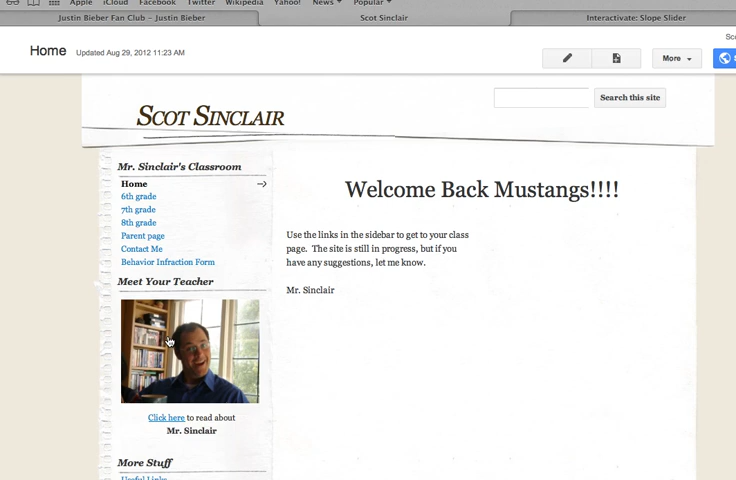 Apple iCloud Facebook Twitter Wikipedia Yahoo! News Popular
Justin Bieber Fan Club – Justin Bieber Scot Sinclair Interactivate: Slope Slider
Home Updated Aug 29, 2012 11:23 AM More
SCOT SINCLAIR
Search this site
Mr. Sinclair's Classroom
Home
6th grade
7th grade
8th grade
Parent page
Contact Me
Behavior Infraction Form
Meet Your Teacher
Click here to read about
Mr. Sinclair
More Stuff
Useful Links
Welcome Back Mustangs!!!!
Use the links in the sidebar to get to your class
page. The site is still in progress, but if you
have any suggestions, let me know.
Mr. Sinclair